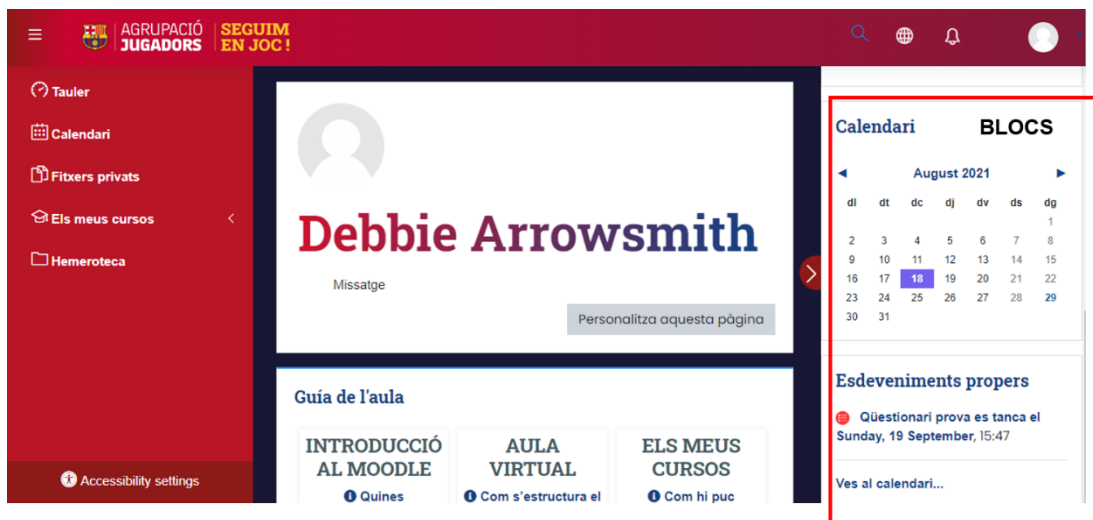 AGRUPACIÓ
JUGADORS
SEGUIM
EN JOC!
Tauler
Calendari
Fitxers privats
Els meus cursos
Hemeroteca
Accessibility settings
Debbie Arrowsmith
Missatge
Personalitza aquesta pàgina
Guía de l'aula
INTRODUCCIÓ
AL MOODLE
Quines
AULA
VIRTUAL
Com s'estructura el
ELS MEUS
CURSOS
Com hi puc
Calendari BLOCS
August 2021
dl dt dc dj dv ds dg
1
2 3 4 5 6 7 8
9 10 11 12 13 14 15
16 17 18 19 20 21 22
23 24 25 26 27 28 29
30 31
Esdeveniments propers
Qüestionari prova es tanca el
Sunday, 19 September, 15:47
Ves al calendari...